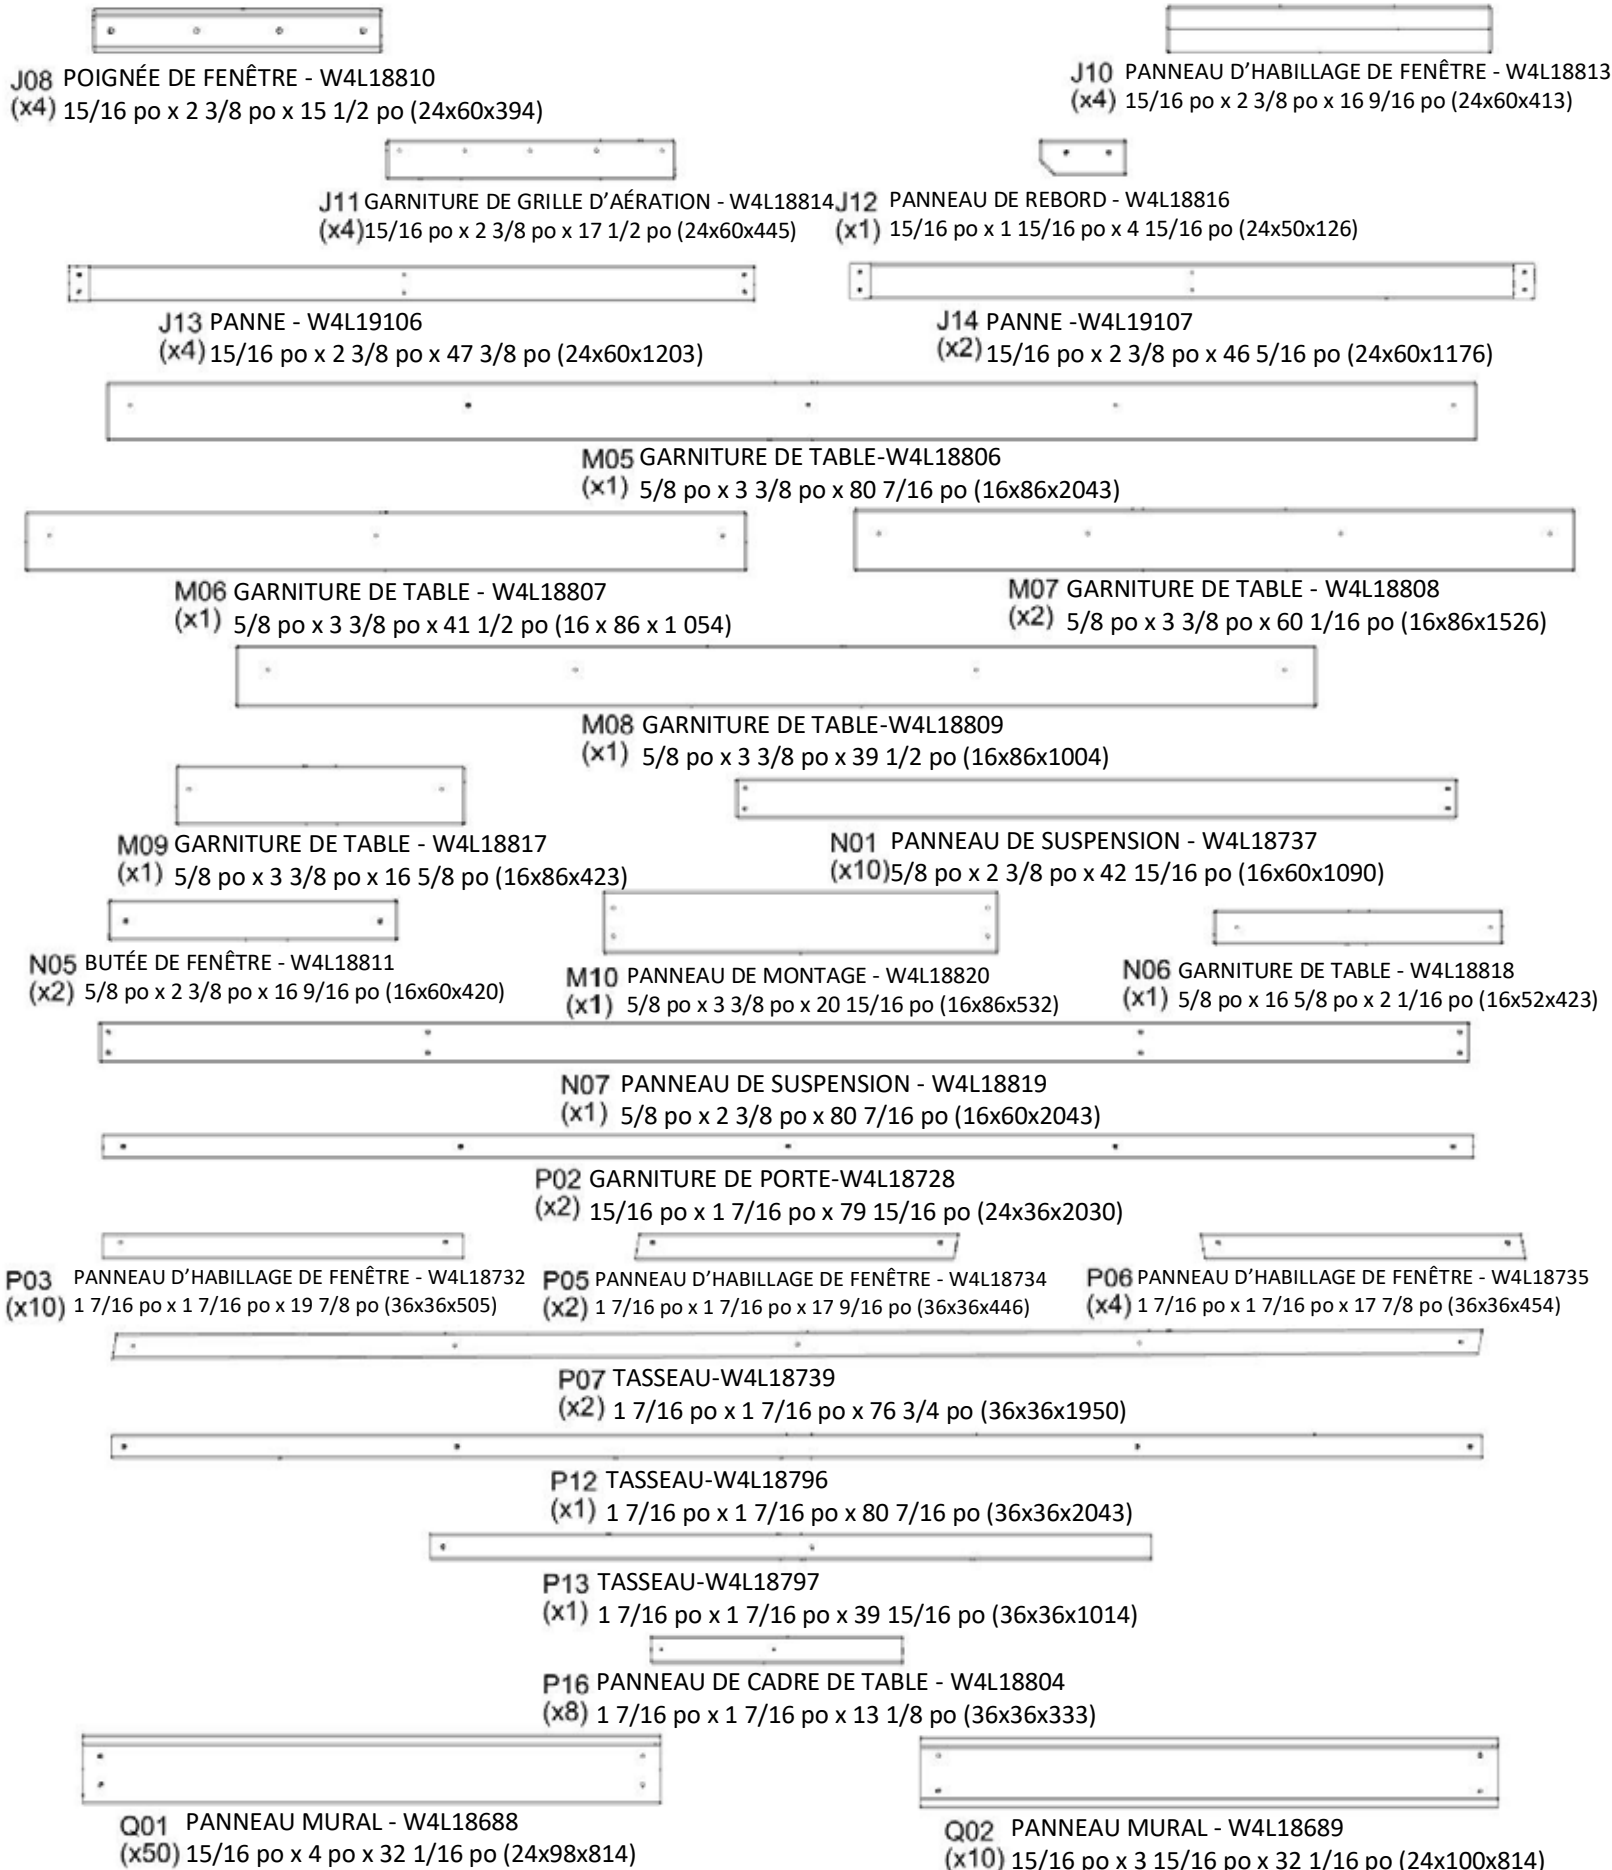 J08 POIGNÉE DE FENÊTRE - W4L18810
(x4) 15/16 po x 2 3/8 po x 15 1/2 po (24x60x394)
J10 PANNEAU D'HABILLAGE DE FENÊTRE - W4L18813
(x4) 15/16 po x 2 3/8 po x 16 9/16 po (24x60x413)
J11 GARNITURE DE GRILLE D'AÉRATION - W4L18814
(x4) 15/16 po x 2 3/8 po x 17 1/2 po (24x60x445)
J12 PANNEAU DE REBORD - W4L18816
(x1) 15/16 po x 1 15/16 po x 4 15/16 po (24x50x126)
J13 PANNE - W4L19106
(x4) 15/16 po x 2 3/8 po x 47 3/8 po (24x60x1203)
J14 PANNE -W4L19107
(x2) 15/16 po x 2 3/8 po x 46 5/16 po (24x60x1176)
M05 GARNITURE DE TABLE-W4L18806
(x1) 5/8 po x 3 3/8 po x 80 7/16 po (16x86x2043)
M06 GARNITURE DE TABLE - W4L18807
(x1) 5/8 po x 3 3/8 po x 41 1/2 po (16 x 86 x 1 054)
M07 GARNITURE DE TABLE - W4L18808
(x2) 5/8 po x 3 3/8 po x 60 1/16 po (16x86x1526)
M08 GARNITURE DE TABLE-W4L18809
(x1) 5/8 po x 3 3/8 po x 39 1/2 po (16x86x1004)
M09 GARNITURE DE TABLE - W4L18817
(x1) 5/8 po x 3 3/8 po x 16 5/8 po (16x86x423)
N01 PANNEAU DE SUSPENSION - W4L18737
(x10) 5/8 po x 2 3/8 po x 42 15/16 po (16x60x1090)
N05 BUTÉE DE FENÊTRE - W4L18811
(x2) 5/8 po x 2 3/8 po x 16 9/16 po (16x60x420)
M10 PANNEAU DE MONTAGE - W4L18820
(x1) 5/8 po x 3 3/8 po x 20 15/16 po (16x86x532)
N06 GARNITURE DE TABLE - W4L18818
(x1) 5/8 po x 16 5/8 po x 2 1/16 po (16x52x423)
N07 PANNEAU DE SUSPENSION - W4L18819
(x1) 5/8 po x 2 3/8 po x 80 7/16 po (16x60x2043)
P02 GARNITURE DE PORTE-W4L18728
(x2) 15/16 po x 1 7/16 po x 79 15/16 po (24x36x2030)
P03 PANNEAU D'HABILLAGE DE FENÊTRE - W4L18732
(x10) 1 7/16 po x 1 7/16 po x 19 7/8 po (36x36x505)
P05 PANNEAU D'HABILLAGE DE FENÊTRE - W4L18734
(x2) 1 7/16 po x 1 7/16 po x 17 9/16 po (36x36x446)
P06 PANNEAU D'HABILLAGE DE FENÊTRE - W4L18735
(x4) 1 7/16 po x 1 7/16 po x 17 7/8 po (36x36x454)
P07 TASSEAU-W4L18739
(x2) 1 7/16 po x 1 7/16 po x 76 3/4 po (36x36x1950)
P12 TASSEAU-W4L18796
(x1) 1 7/16 po x 1 7/16 po x 80 7/16 po (36x36x2043)
P13 TASSEAU-W4L18797
(x1) 1 7/16 po x 1 7/16 po x 39 15/16 po (36x36x1014)
P16 PANNEAU DE CADRE DE TABLE - W4L18804
(x8) 1 7/16 po x 1 7/16 po x 13 1/8 po (36x36x333)
Q01 PANNEAU MURAL - W4L18688
(x50) 15/16 po x 4 po x 32 1/16 po (24x98x814)
Q02 PANNEAU MURAL - W4L18689
(x10) 15/16 po x 3 15/16 po x 32 1/16 po (24x100x814)